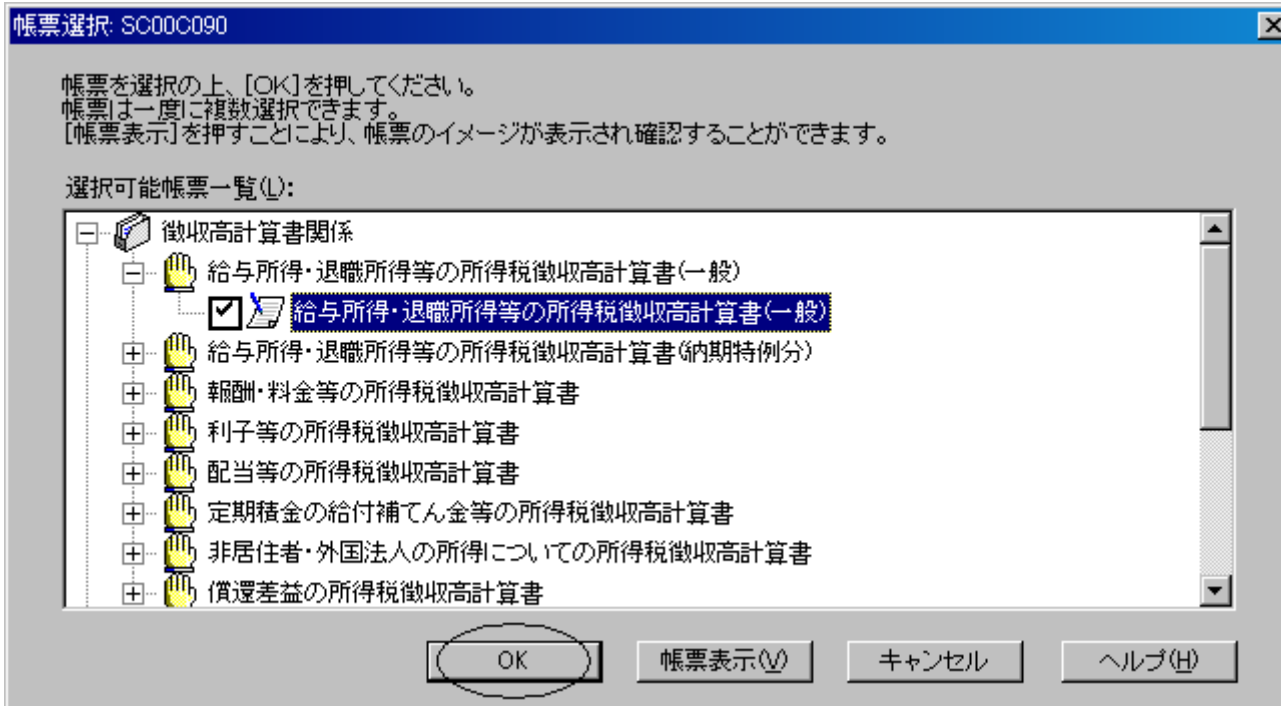 帳票選択: SC00C090
帳票を選択の上、[OK]を押してください。
帳票は一度に複数選択できます。
[帳票表示]を押すことにより、帳票のイメージが表示され確認することができます。
選択可能帳票一覧(L):
徴収高計算書関係
給与所得・退職所得等の所得税徴収高計算書(一般)
給与所得・退職所得等の所得税徴収高計算書(一般)
給与所得・退職所得等の所得税徴収高計算書(納期特例分)
報酬・料金等の所得税徴収高計算書
利子等の所得税徴収高計算書
配当等の所得税徴収高計算書
定期積金の給付補てん金等の所得税徴収高計算書
非居住者・外国法人の所得についての所得税徴収高計算書
償還差益の所得税徴収高計算書
OK 帳票表示(V) キャンセル ヘルプ(H)